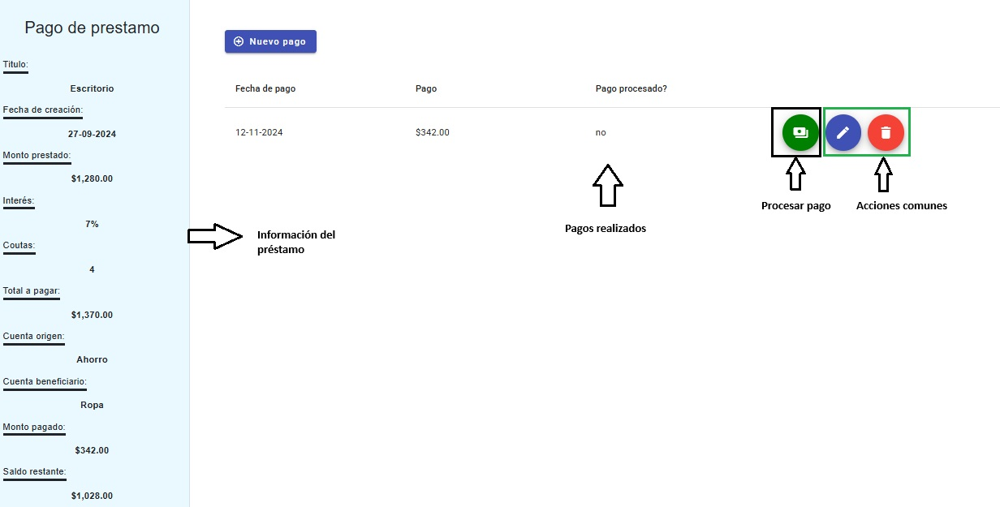 Pago de prestamo
Titulo:
Escritorio
Fecha de creación:
27-09-2024
Monto prestado:
$1,280.00
Interés:
7%
Coutas:
4
Total a pagar:
$1,370.00
Cuenta origen:
Ahorro
Cuenta beneficiario:
Ropa
Monto pagado:
$342.00
Saldo restante:
$1,028.00
Información del
préstamo
Nuevo pago
Fecha de pago Pago Pago procesado?
12-11-2024 $342.00 no
Pagos realizados
Procesar pago
Acciones comunes